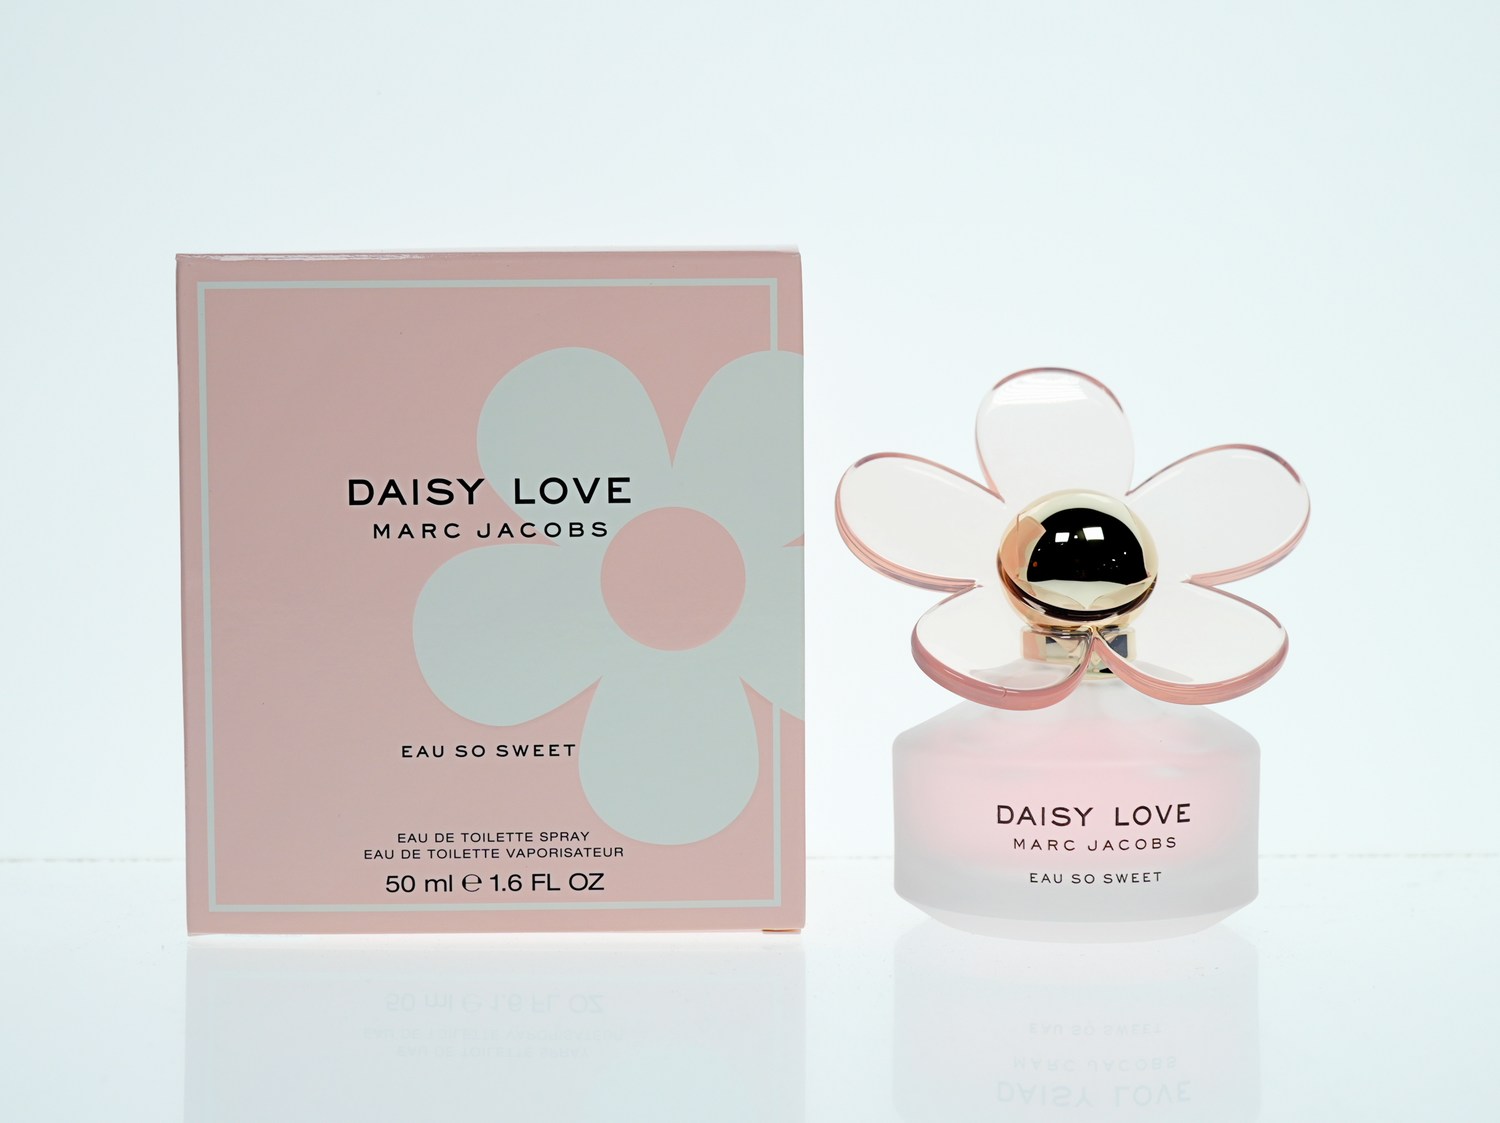 DAISY LOVE
MARC JACOBS
EAU SO SWEET
EAU DE TOILETTE SPRAY
EAU DE TOILETTE VAPORISATEUR
50 ml ℮ 1.6 FL OZ
DAISY LOVE
MARC JACOBS
EAU SO SWEET